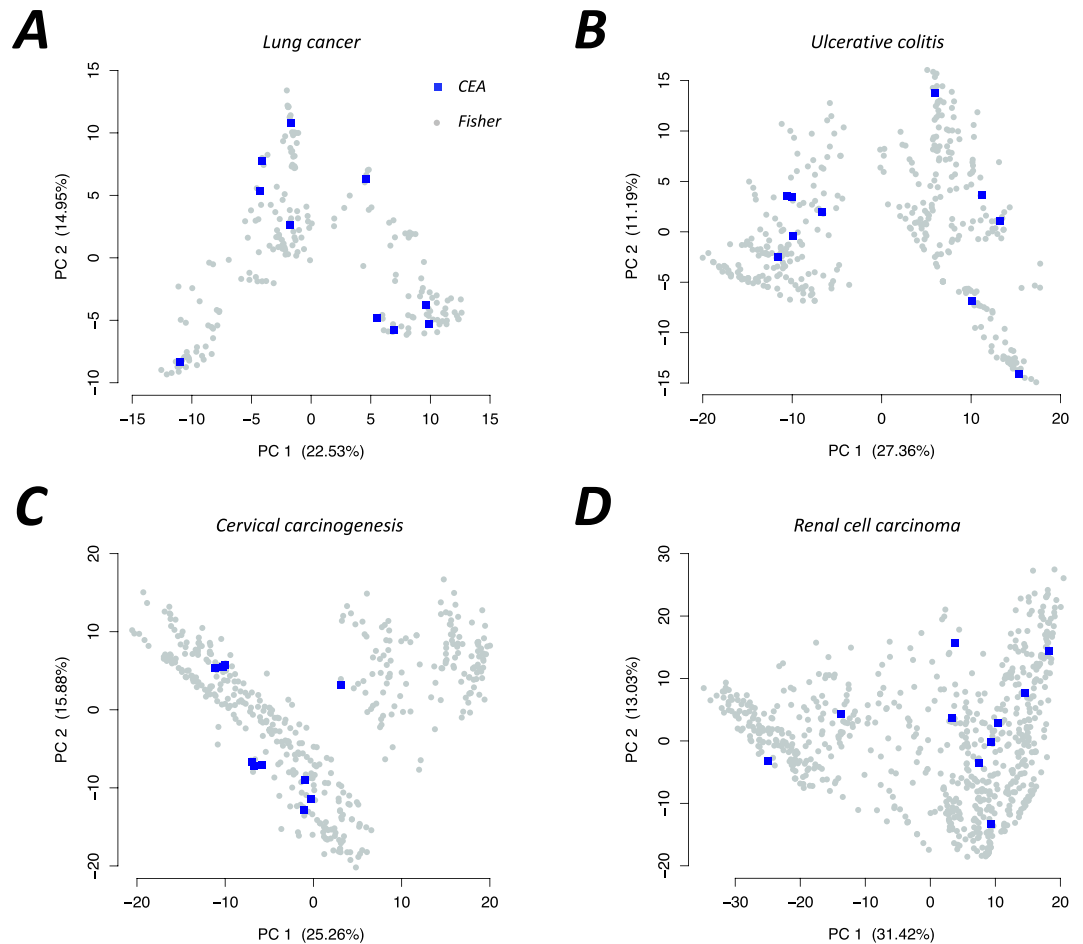 A
Lung cancer
15
10
5
0
−5
−10
PC 2 (14.95%)
CEA
Fisher
−15 −10 −5 0 5 10 15
PC 1 (22.53%)
B
Ulcerative colitis
15
10
5
0
−5
−10
−15
PC 2 (11.19%)
−20 −10 0 10 20
PC 1 (27.36%)
C
Cervical carcinogenesis
20
10
0
−10
−20
PC 2 (15.88%)
−20 −10 0 10 20
PC 1 (25.26%)
D
Renal cell carcinoma
30
20
10
0
−10
−20
PC 2 (13.03%)
−30 −20 −10 0 10 20
PC 1 (31.42%)